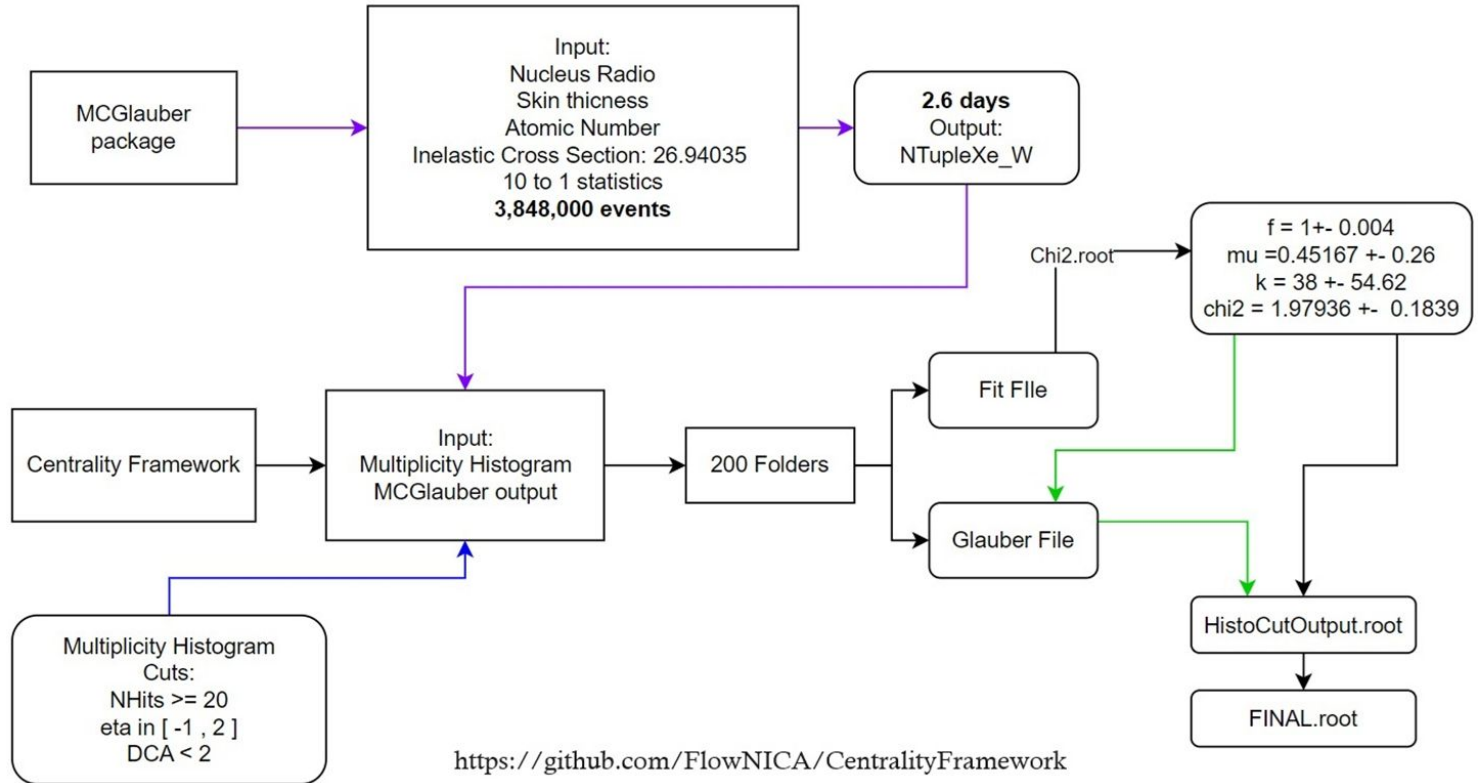 MCGlauber
package
Input:
Nucleus Radio
Skin thicness
Atomic Number
Inelastic Cross Section: 26.94035
10 to 1 statistics
3,848,000 events
2.6 days
Output:
NTupleXe_W
Chi2.root
f = 1+- 0.004
mu =0.45167 +- 0.26
k = 38 +- 54.62
chi2 = 1.97936 +- 0.1839
Centrality Framework
Input:
Multiplicity Histogram
MCGlauber output
200 Folders
Fit FIle
Glauber File
Multiplicity Histogram
Cuts:
NHits >= 20
eta in [ -1 , 2 ]
DCA < 2
HistoCutOutput.root
FINAL.root
https://github.com/FlowNICA/CentralityFramework